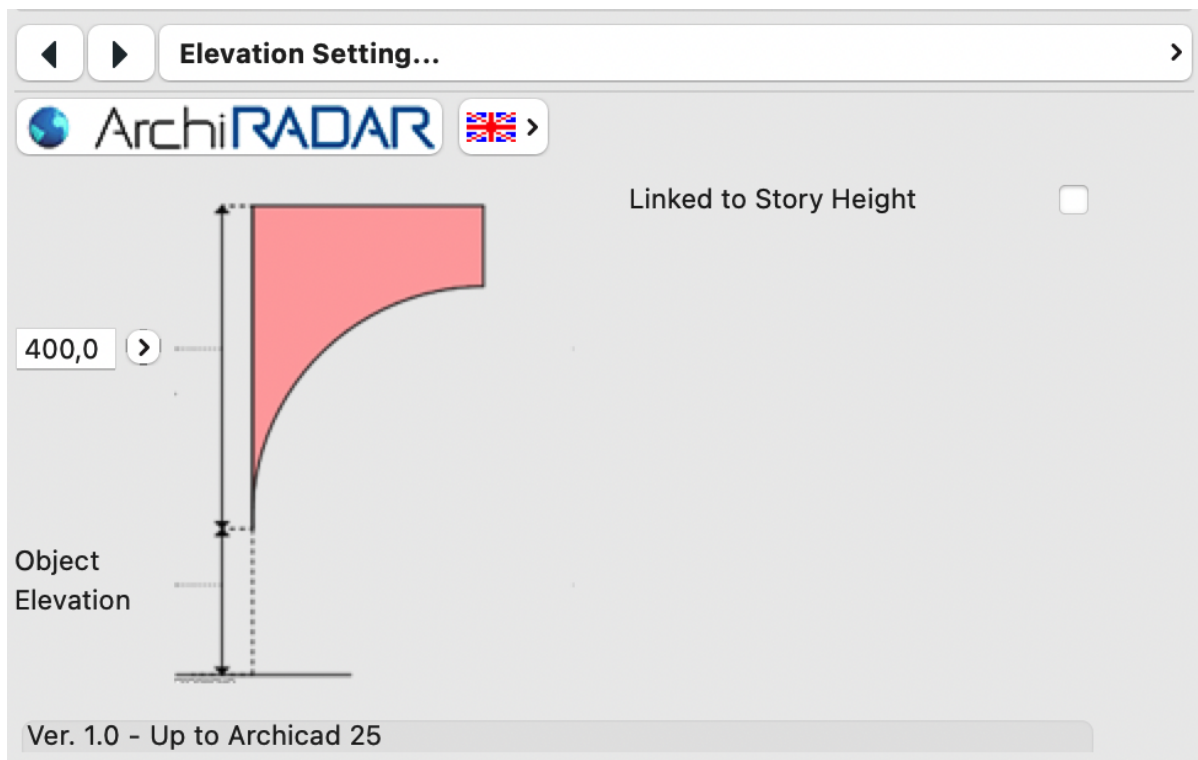 Elevation Setting...
ArchiRADAR
Linked to Story Height
400,0
Object
Elevation
Ver. 1.0 - Up to Archicad 25